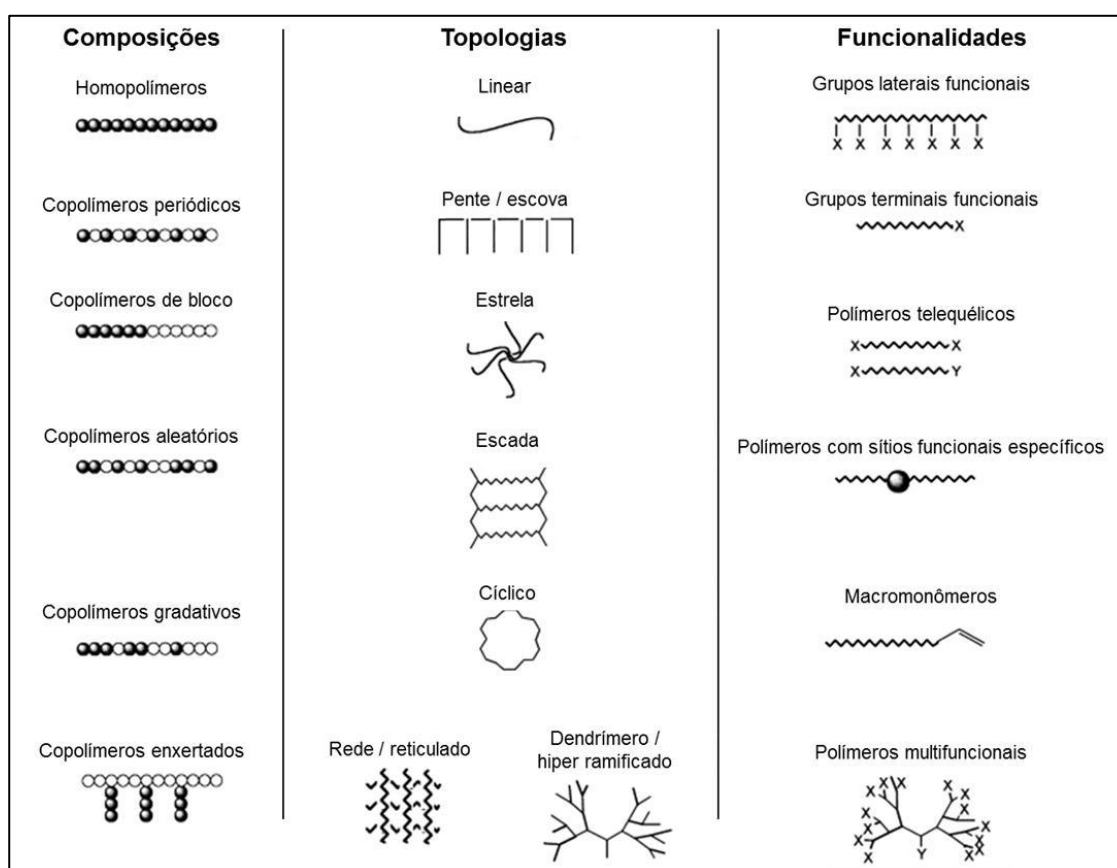 Composições
Homopolímeros
Copolímeros periódicos
Copolímeros de bloco
Copolímeros aleatórios
Copolímeros gradativos
Copolímeros enxertados
Topologias
Linear
Pente / escova
Estrela
Escada
Cíclico
Rede / reticulado
Dendrímero /
hiper ramificado
Funcionalidades
Grupos laterais funcionais
X X X X X X X
Grupos terminais funcionais
X
Polímeros telequélicos
X X
X Y
Polímeros com sítios funcionais específicos
Macromonômeros
Polímeros multifuncionais
X X X X X X X X X X X X X X Y